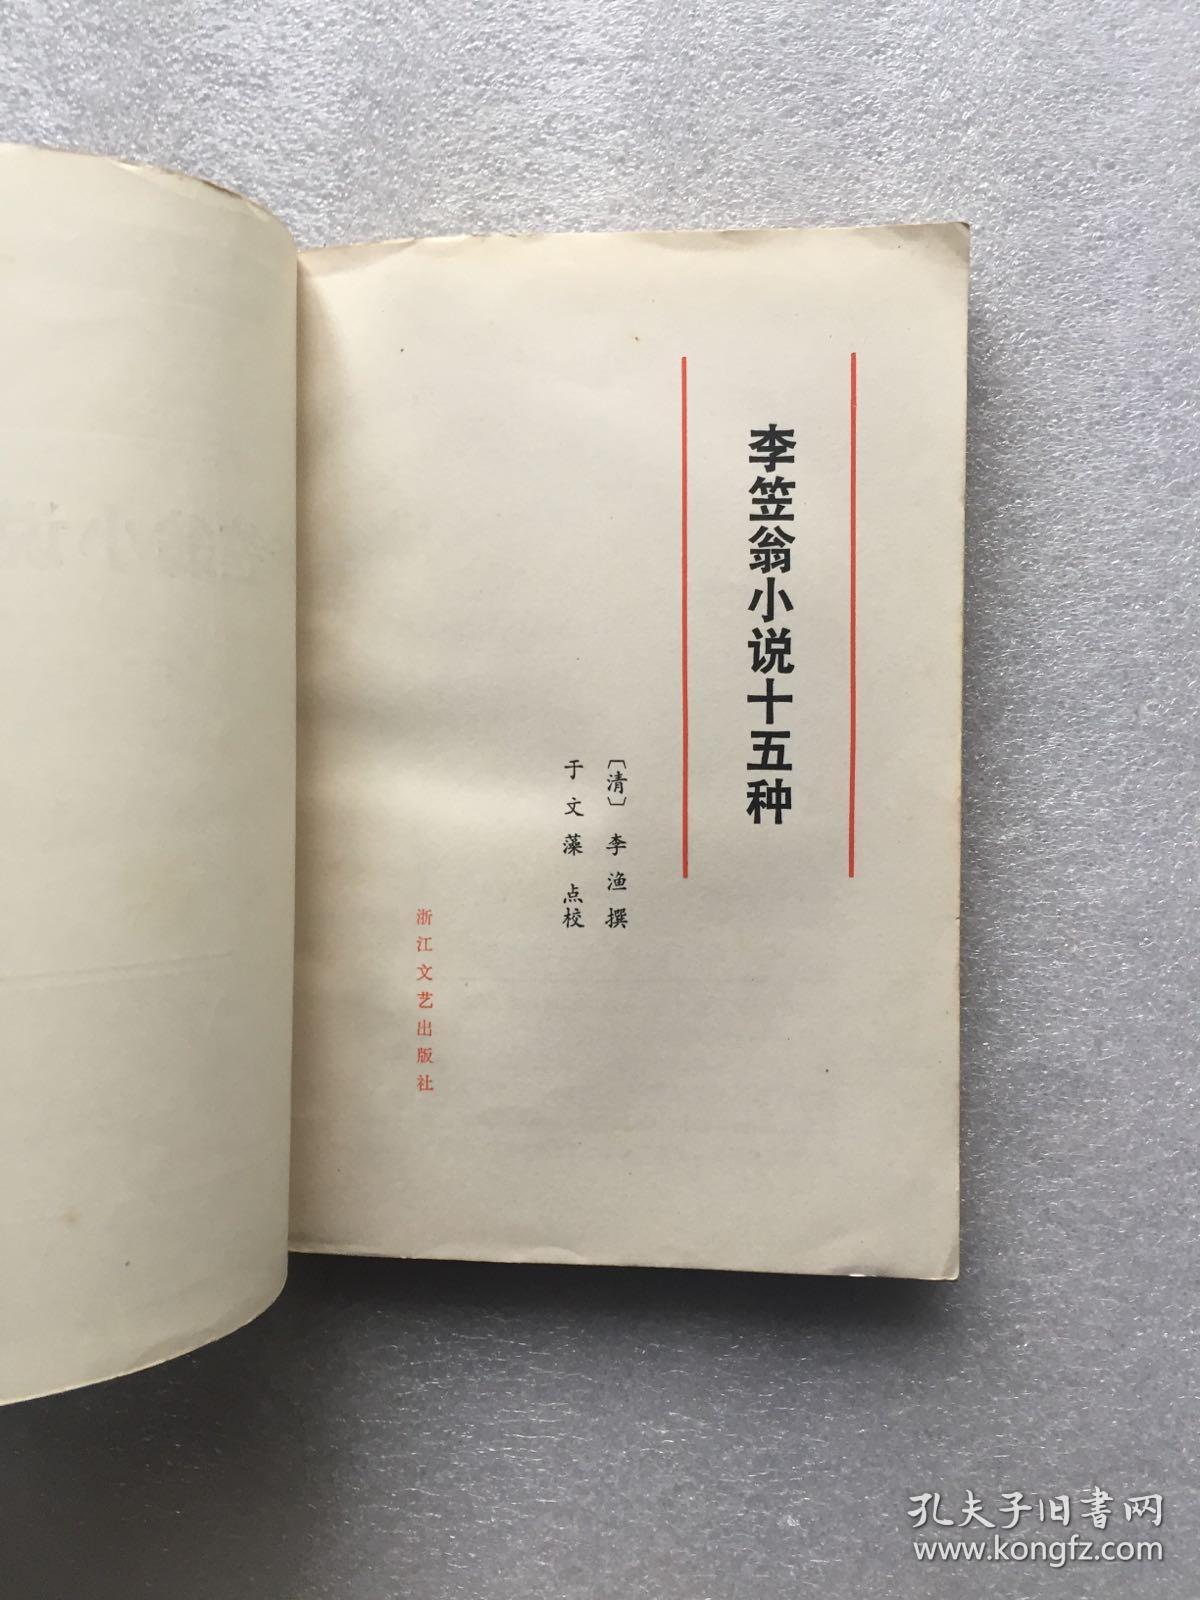 李笠翁小说十五种
〔清〕李渔撰
于文藻 点校
浙江文艺出版社
孔夫子旧书网
www.kongfz.com